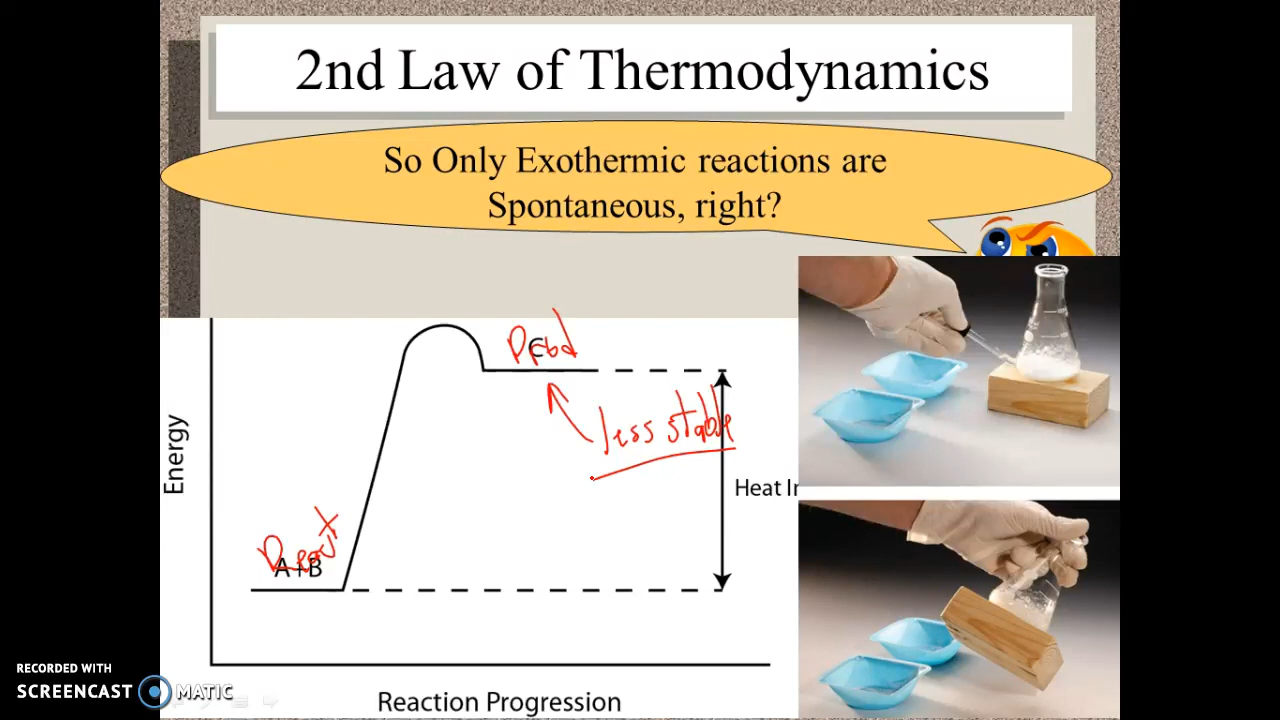 2nd Law of Thermodynamics
So Only Exothermic reactions are
Spontaneous, right?
Prod
C
less stable
Energy
Heat In
React
A+B
Reaction Progression
RECORDED WITH
SCREENCAST MATIC